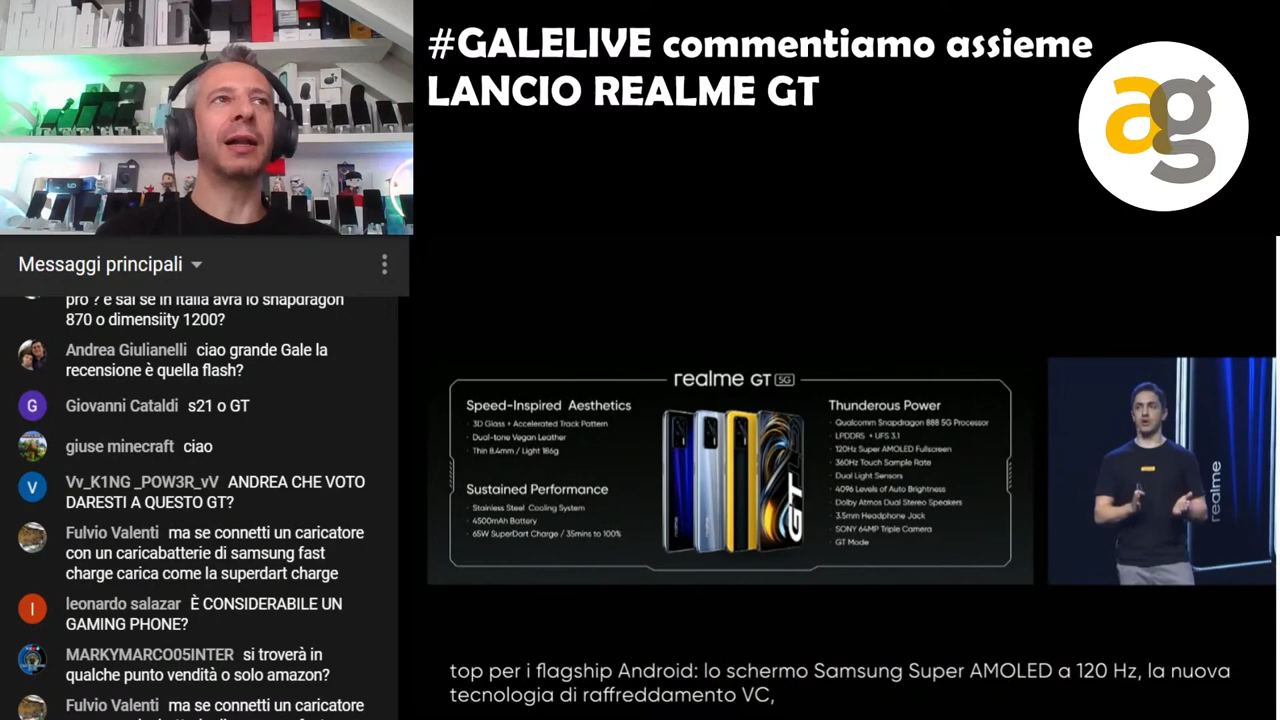 #GALELIVE commentiamo assieme
LANCIO REALME GT
ag
Messaggi principali
pro ? e sai se in italia avrà lo snapdragon
870 o dimensiity 1200?
Andrea Giulianelli ciao grande Gale la
recensione è quella flash?
G
Giovanni Cataldi s21 o GT
giuse minecraft ciao
V
Vv_K1NG _POW3R_vV ANDREA CHE VOTO
DARESTI A QUESTO GT?
Fulvio Valenti ma se connetti un caricatore
con un caricabatterie di samsung fast
charge carica come la superdart charge
l
leonardo salazar È CONSIDERABILE UN
GAMING PHONE?
MARKYMARCO05INTER si troverà in
qualche punto vendità o solo amazon?
Fulvio Valenti ma se connetti un caricatore
realme GT 5G
Speed-Inspired Aesthetics
· 3D Glass + Accelerated Track Pattern
· Dual-tone Vegan Leather
· Thin 8.4mm / Light 186g
Sustained Performance
· Stainless Steel Cooling System
· 4500mAh Battery
· 65W SuperDart Charge / 35mins to 100%
GT
Thunderous Power
· Qualcomm Snapdragon 888 5G Processor
· LPDDR5 + UFS 3.1
· 120Hz Super AMOLED Fullscreen
· 360Hz Touch Sample Rate
· Dual Light Sensors
· 4096 Levels of Auto Brightness
· Dolby Atmos Dual Stereo Speakers
· 3.5mm Headphone Jack
· SONY 64MP Triple Camera
· GT Mode
realme
top per i flagship Android: lo schermo Samsung Super AMOLED a 120 Hz, la nuova
tecnologia di raffreddamento VC,